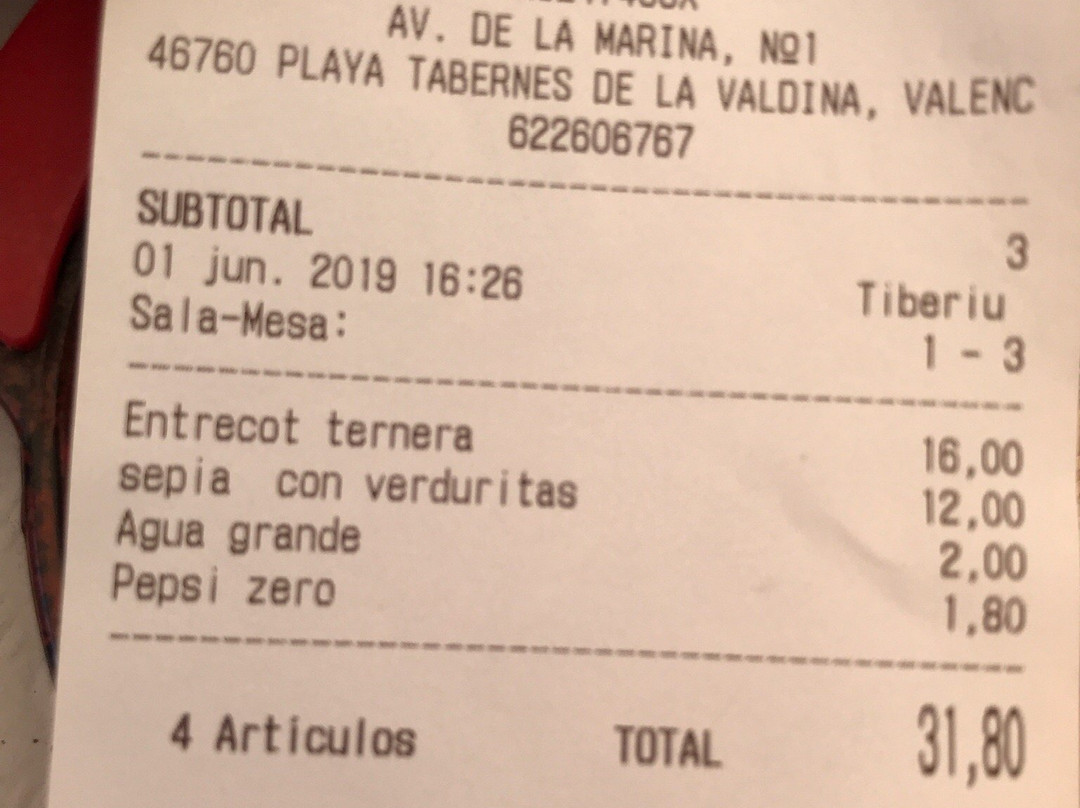 AV. DE LA MARINA, Nº1
46760 PLAYA TABERNES DE LA VALDINA, VALENC
622606767
SUBTOTAL 3
01 jun. 2019 16:26 Tiberiu
Sala-Mesa: 1 - 3
Entrecot ternera 16,00
sepia con verduritas 12,00
Agua grande 2,00
Pepsi zero 1,80
4 Articulos TOTAL 31,80